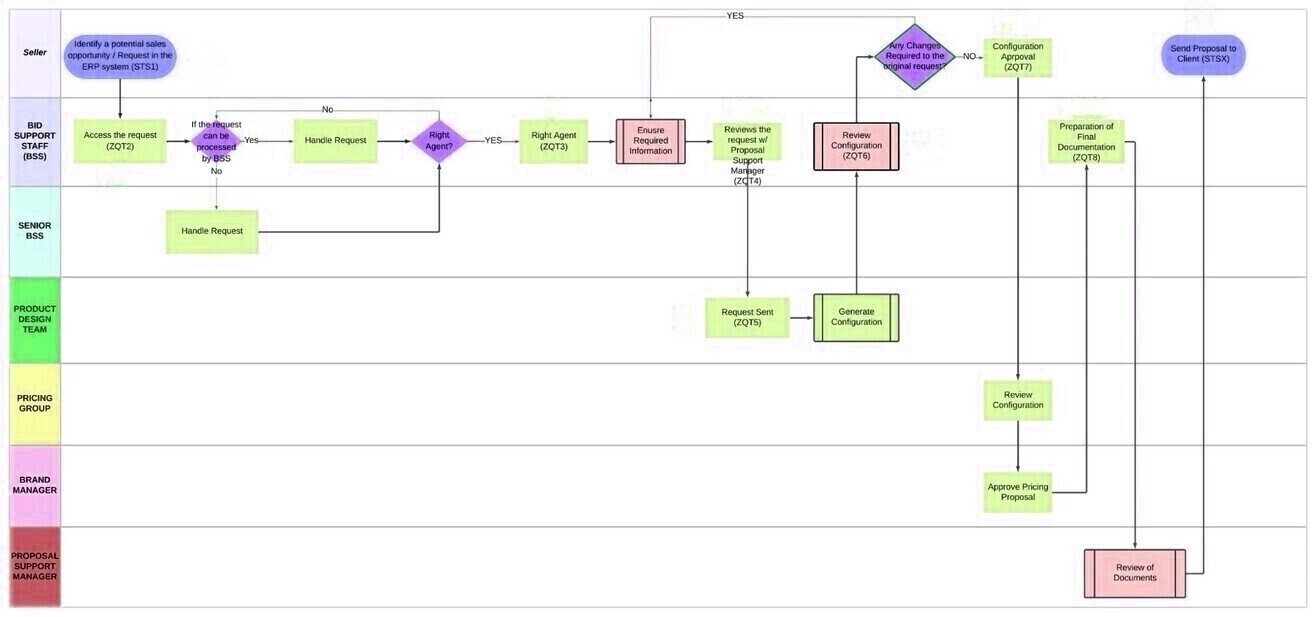 YES
Seller
Identify a potential sales
opportunity / Request in the
ERP system (STS1)
Any Changes
Required to the
original request?
NO
Configuration
Aprpoval
(ZQT7)
Send Proposal to
Client (STSX)
BID
SUPPORT
STAFF
(BSS)
Access the request
(ZQT2)
If the request
can be
processed
by BSS
No
Yes
No
Handle Request
Right
Agent?
YES
Right Agent
(ZQT3)
Enusre
Required
Information
Reviews the
request w/
Proposal
Support
Manager
(ZQT4)
Review
Configuration
(ZQT6)
Preparation of
Final
Documentation
(ZQT8)
SENIOR
BSS
Handle Request
PRODUCT
DESIGN
TEAM
Request Sent
(ZQT5)
Generate
Configuration
PRICING
GROUP
Review
Configuration
BRAND
MANAGER
Approve Pricing
Proposal
PROPOSAL
SUPPORT
MANAGER
Review of
Documents